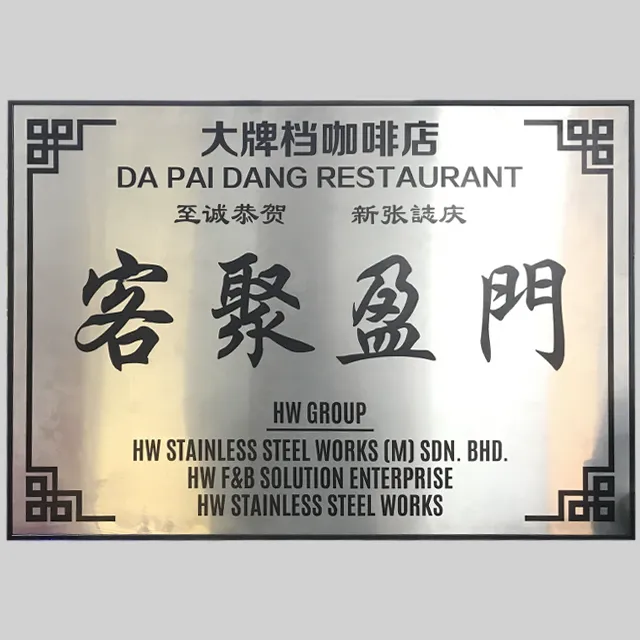 大牌档咖啡店
DA PAI DANG RESTAURANT
至诚恭贺 新张誌庆
客聚盈門
HW GROUP
HW STAINLESS STEEL WORKS (M) SDN. BHD.
HW F&B SOLUTION ENTERPRISE
HW STAINLESS STEEL WORKS